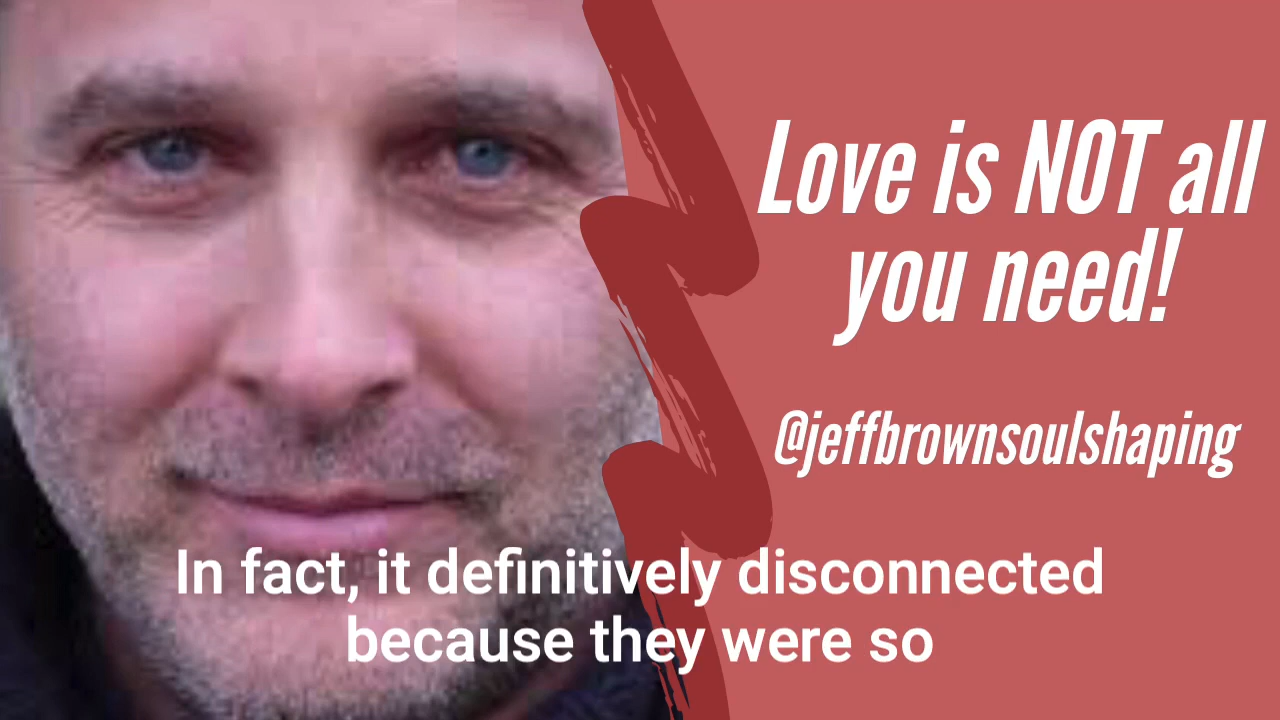 Love is NOT all
you need!
@jeffbrownsoulshaping
In fact, it definitively disconnected
because they were so